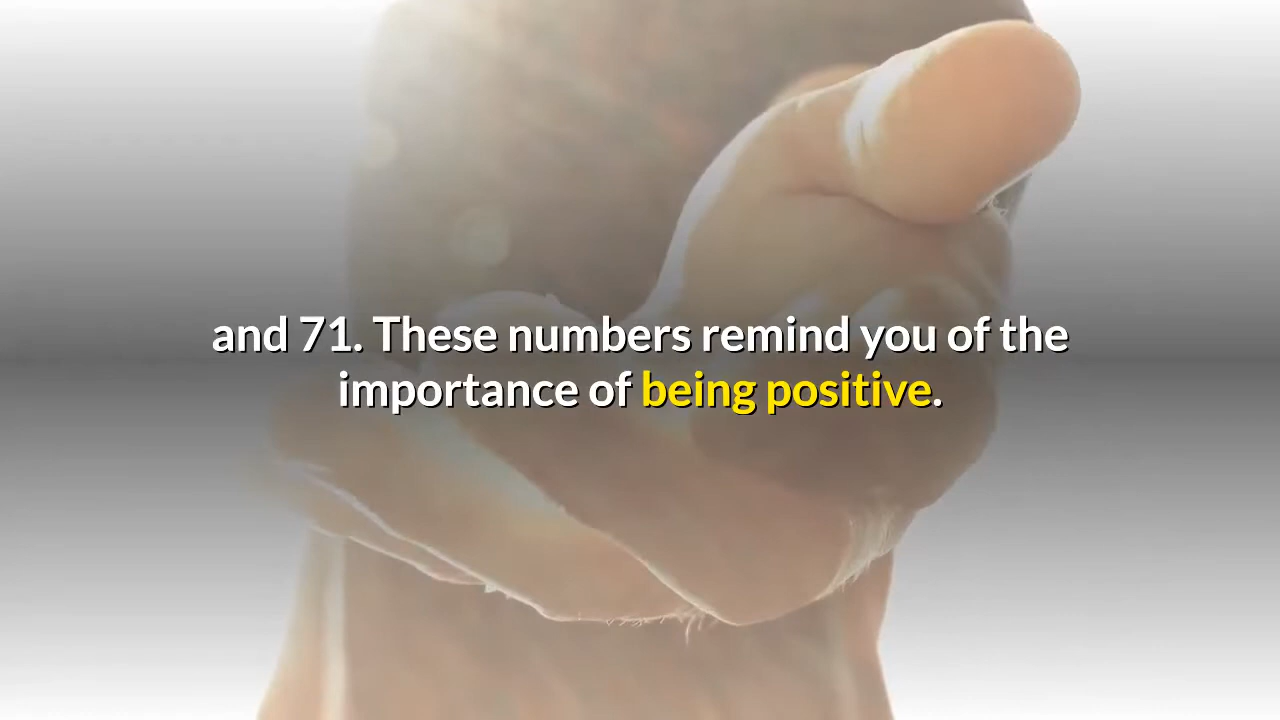 and 71. These numbers remind you of the
importance of being positive.